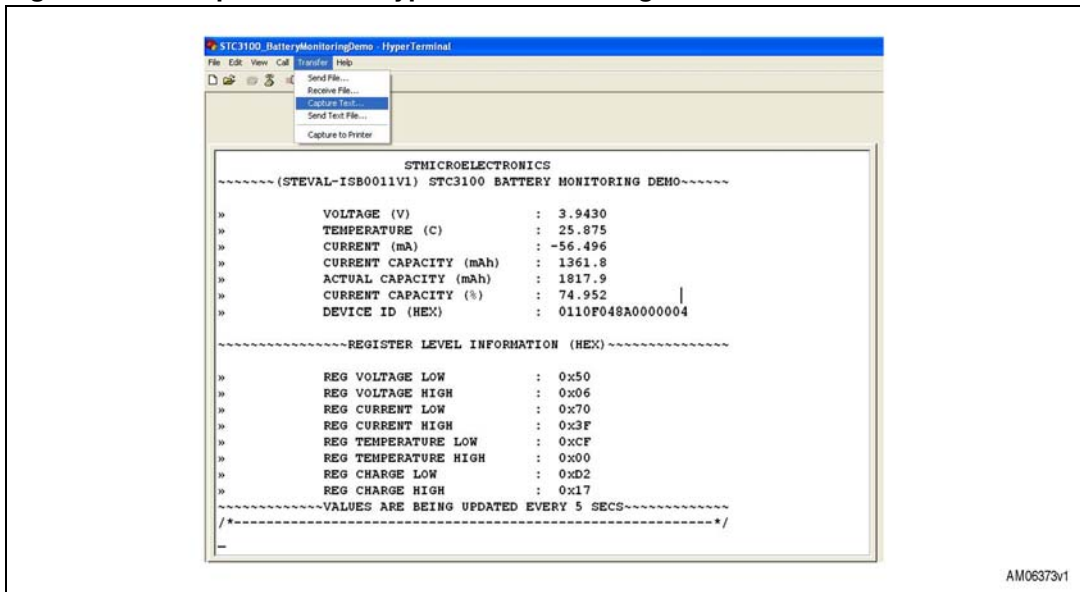 STC3100_BatteryMonitoringDemo - HyperTerminal
File Edit View Call Transfer Help
Send File...
Receive File...
Capture Text...
Send Text File...
Capture to Printer
STMICROELECTRONICS
~~~~~~~(STEVAL-ISB0011V1) STC3100 BATTERY MONITORING DEMO~~~~~~
» VOLTAGE (V) : 3.9430
» TEMPERATURE (C) : 25.875
» CURRENT (mA) : -56.496
» CURRENT CAPACITY (mAh) : 1361.8
» ACTUAL CAPACITY (mAh) : 1817.9
» CURRENT CAPACITY (%) : 74.952
» DEVICE ID (HEX) : 0110F048A0000004
~~~~~~~~~~~~~~~~REGISTER LEVEL INFORMATION (HEX)~~~~~~~~~~~~~~~
» REG VOLTAGE LOW : 0x50
» REG VOLTAGE HIGH : 0x06
» REG CURRENT LOW : 0x70
» REG CURRENT HIGH : 0x3F
» REG TEMPERATURE LOW : 0xCF
» REG TEMPERATURE HIGH : 0x00
» REG CHARGE LOW : 0xD2
» REG CHARGE HIGH : 0x17
~~~~~~~~~~~~~VALUES ARE BEING UPDATED EVERY 5 SECS~~~~~~~~~~~~~
/*-----------------------------------------------------------*/
_
AM06373v1